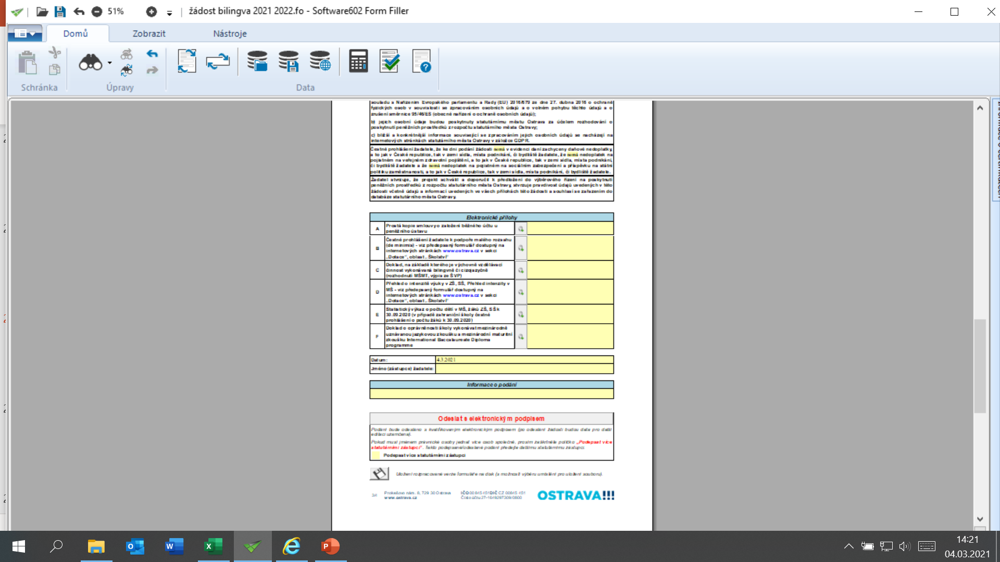 51%
žádost bilingva 2021 2022.fo - Software602 Form Filler
Domů
Zobrazit
Nástroje
Schránka
Úpravy
Data
souladu s Nařízením Evropského parlamentu a Rady (EU) 2016/679 ze dne 27. dubna 2016 o ochraně
fyzických osob v souvislosti se zpracováním osobních údajů a o volném pohybu těchto údajů a o
zrušení směrnice 95/46/ES (obecné nařízení o ochraně osobních údajů);
b) jejich osobní údaje budou poskytnuty statutárnímu městu Ostrava za účelem rozhodování o
poskytnutí peněžních prostředků z rozpočtu statutárního města Ostravy;
c) bližší a konkrétnější informace související se zpracováním jejich osobních údajů se nacházejí na
internetových stránkách statutárního města Ostravy v záložce GDPR.
Čestné prohlášení žadatele, že ke dni podání žádosti nemá v evidenci daní zachyceny daňové nedoplatky,
a to jak v České republice, tak v zemi sídla, místa podnikání, či bydliště žadatele, že nemá nedoplatek na
pojistném na veřejném zdravotní pojištění, a to jak v České republice, tak v zemi sídla, místa podnikání,
či bydliště žadatele a že nemá nedoplatek na pojistném na sociálním zabezpečení a příspěvku na státní
politiku zaměstnanosti, a to jak v České republice, tak v zemi sídla, místa podnikání, či bydliště žadatele.
Žadatel stvrzuje, že projekt schválil a doporučil k předložení do výběrového řízení na poskytnutí
peněžních prostředků z rozpočtu statutárního města Ostravy, stvrzuje pravdivost údajů uvedených v této
žádosti včetně údajů a informací uvedených ve všech přílohách této žádosti a souhlasí se zařazením do
databáze statutárního města Ostravy.
Elektronické přílohy
A Prostá kopie smlouvy o založení běžného účtu u
peněžního ústavu
B Čestné prohlášení žadatele k podpoře malého rozsahu
(de minimis) - viz předepsaný formulář dostupný na
internetových stránkách www.ostrava.cz v sekci
„Dotace“, oblast „Školství“
C Doklad, na základě kterého je výchovně vzdělávací
činnost vykonávaná bilingvně či cizojazyčně
(rozhodnutí MŠMT, výpis ze ŠVP)
D Přehled o intenzitě výuky v ZŠ, SŠ, Přehled intenzity v
MŠ - viz předepsaný formulář dostupný na
internetových stránkách www.ostrava.cz v sekci
„Dotace“, oblast „Školství“
E Statistický výkaz o počtu dětí v MŠ, žáků ZŠ, SŠ k
30.09.2020 (v případě zahraniční školy čestné
prohlášení o počtu žáků k 30.09.2020)
F Doklad o oprávněnosti školy vykonávat mezinárodně
uznávanou jazykovou zkoušku a mezinárodní maturitní
zkoušku International Baccalaureate Diploma
programme
Datum: 4.3.2021
Jméno (zástupce) žadatele:
Informace o podání
Odeslat s elektronickým podpisem
Podání bude odesláno s kvalifikovaným elektronickým podpisem (po odeslání žádosti budou data pro další
editaci uzamčena).
Pokud musí jménem právnické osoby jednat více osob společně, prosím zaškrtněte políčko „Podepsat více
statutárními zástupci“. Takto podepsané/odeslané podání předejte dalšímu statutárnímu zástupci.
Podepsat více statutárními zástupci
Uložení rozpracované verze formuláře na disk (s možností výběru umístění pro uložení souboru).
Prokešovo nám. 8, 729 30 Ostrava
www.ostrava.cz
IČO 00845 451 DIČ CZ 00845 451
Číslo účtu
OSTRAVA!!!
14:21
04.03.2021